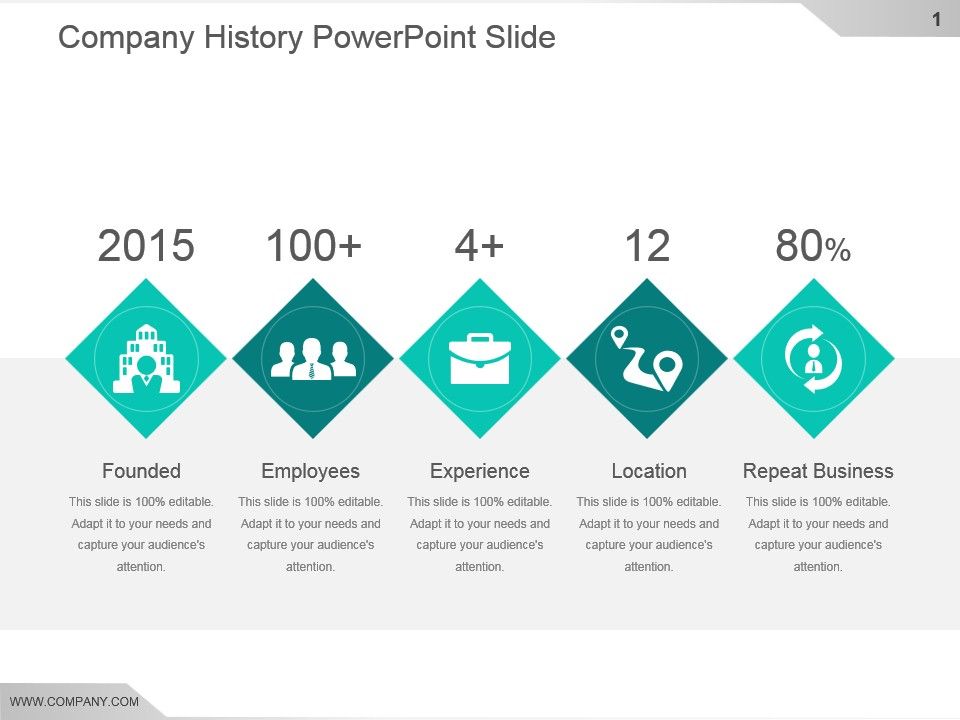 1
Company History PowerPoint Slide
2015
100+
4+
12
80%
Founded
This slide is 100% editable.
Adapt it to your needs and
capture your audience's
attention.
Employees
This slide is 100% editable.
Adapt it to your needs and
capture your audience's
attention.
Experience
This slide is 100% editable.
Adapt it to your needs and
capture your audience's
attention.
Location
This slide is 100% editable.
Adapt it to your needs and
capture your audience's
attention.
Repeat Business
This slide is 100% editable.
Adapt it to your needs and
capture your audience's
attention.
WWW.COMPANY.COM